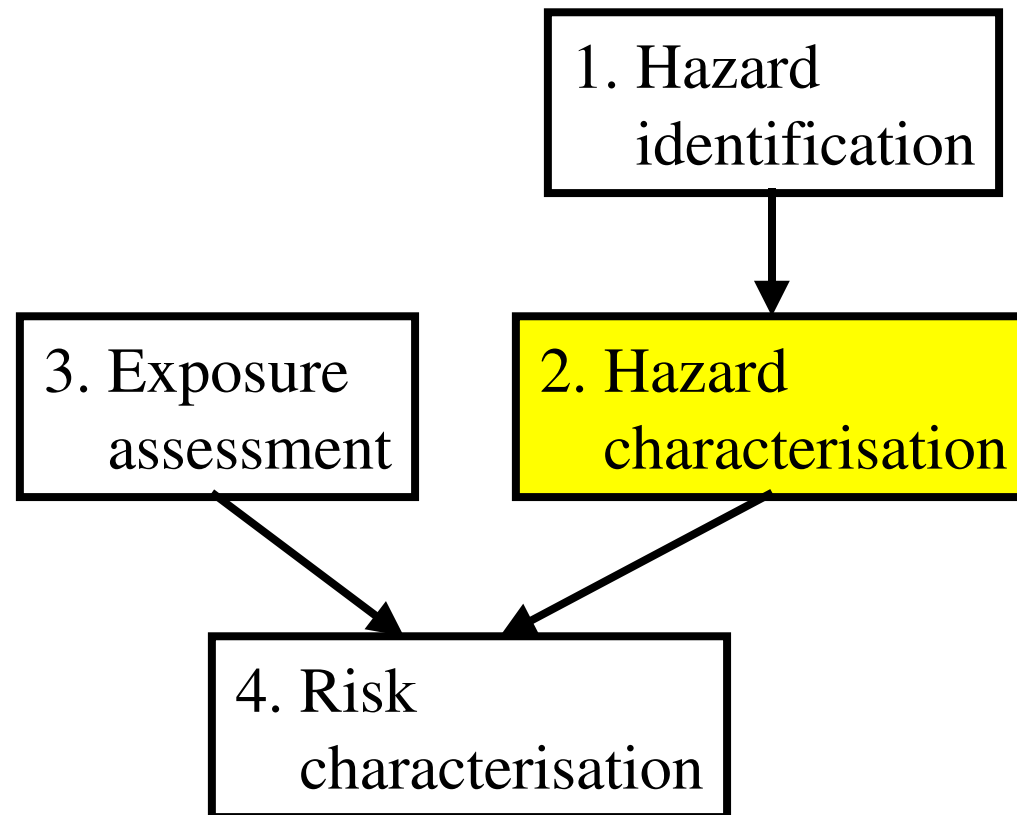 1. Hazard
identification
3. Exposure
assessment
2. Hazard
characterisation
4. Risk
characterisation